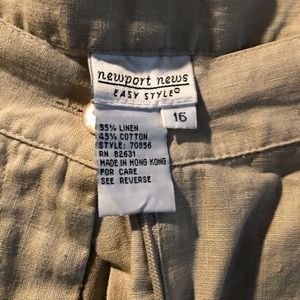 newport news
EASY STYLE©
16
55% LINEN
45% COTTON
STYLE: 70856
RN 82631
MADE IN HONG KONG
FOR CARE
SEE REVERSE